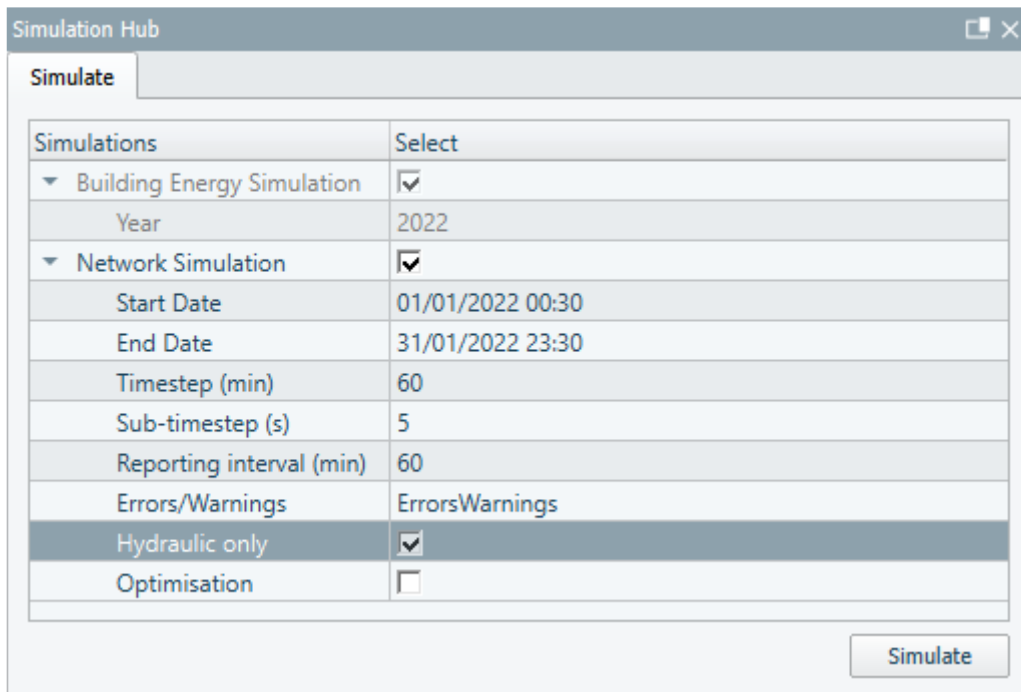 Simulation Hub
Simulate
Simulations Select
Building Energy Simulation
Year 2022
Network Simulation
Start Date 01/01/2022 00:30
End Date 31/01/2022 23:30
Timestep (min) 60
Sub-timestep (s) 5
Reporting interval (min) 60
Errors/Warnings ErrorsWarnings
Hydraulic only
Optimisation
Simulate